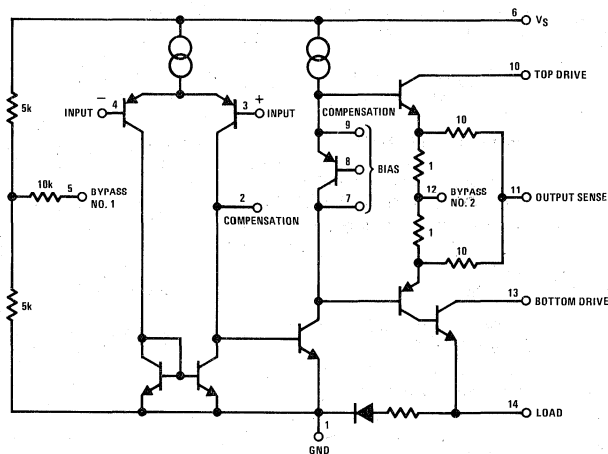 6 VS
10 TOP DRIVE
5k
− 4
INPUT
3 +
INPUT
COMPENSATION
9
8 BIAS
7
10
1
10k 5 BYPASS NO. 1
2
COMPENSATION
12 BYPASS NO. 2
11 OUTPUT SENSE
1
10
5k
13 BOTTOM DRIVE
14 LOAD
1
GND